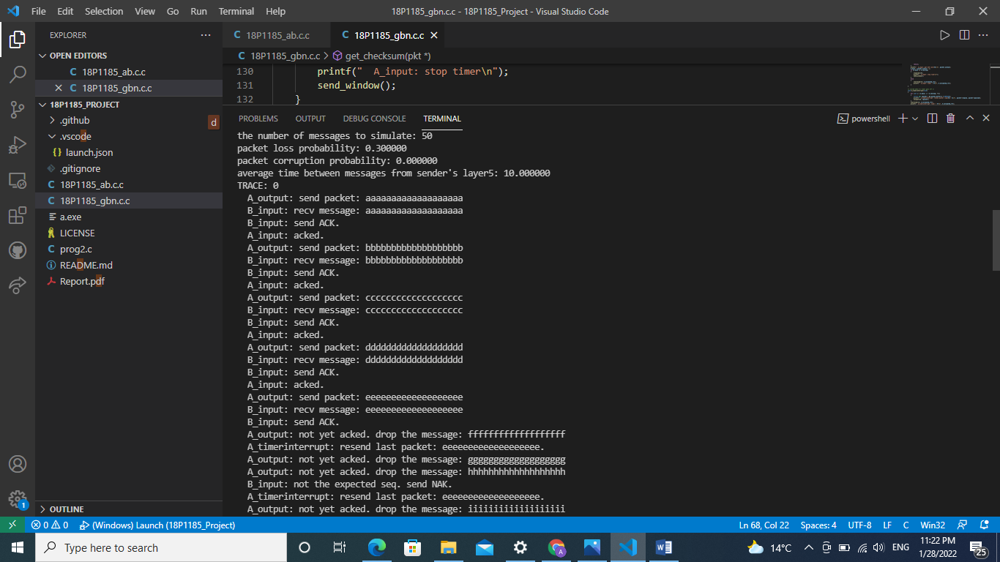 File Edit Selection View Go Run Terminal Help 18P1185_gbn.c.c - 18P1185_Project - Visual Studio Code
EXPLORER
OPEN EDITORS
18P1185_ab.c.c
18P1185_gbn.c.c
18P1185_PROJECT
.github
d
.vscode
launch.json
.gitignore
18P1185_ab.c.c
18P1185_gbn.c.c
a.exe
LICENSE
prog2.c
README.md
Report.pdf
OUTLINE
18P1185_ab.c.c 18P1185_gbn.c.c
18P1185_gbn.c.c > get_checksum(pkt *)
130 printf("  A_input: stop timer\n");
131 send_window();
132 }
PROBLEMS OUTPUT DEBUG CONSOLE TERMINAL powershell
the number of messages to simulate: 50
packet loss probability: 0.300000
packet corruption probability: 0.000000
average time between messages from sender's layer5: 10.000000
TRACE: 0
A_output: send packet: aaaaaaaaaaaaaaaaaaa
B_input: recv message: aaaaaaaaaaaaaaaaaaa
B_input: send ACK.
A_input: acked.
A_output: send packet: bbbbbbbbbbbbbbbbbbb
B_input: recv message: bbbbbbbbbbbbbbbbbbb
B_input: send ACK.
A_input: acked.
A_output: send packet: ccccccccccccccccccc
B_input: recv message: ccccccccccccccccccc
B_input: send ACK.
A_input: acked.
A_output: send packet: ddddddddddddddddddd
B_input: recv message: ddddddddddddddddddd
B_input: send ACK.
A_input: acked.
A_output: send packet: eeeeeeeeeeeeeeeeeee
B_input: recv message: eeeeeeeeeeeeeeeeeee
B_input: send ACK.
A_output: not yet acked. drop the message: fffffffffffffffffff
A_timerinterrupt: resend last packet: eeeeeeeeeeeeeeeeeee.
A_output: not yet acked. drop the message: ggggggggggggggggggg
A_output: not yet acked. drop the message: hhhhhhhhhhhhhhhhhhh
B_input: not the expected seq. send NAK.
A_timerinterrupt: resend last packet: eeeeeeeeeeeeeeeeeee.
A_output: not yet acked. drop the message: iiiiiiiiiiiiiiiiiii
1
0 0 (Windows) Launch (18P1185_Project) Ln 68, Col 22 Spaces: 4 UTF-8 LF C Win32
Type here to search 14°C ENG 11:22 PM
1/28/2022 25